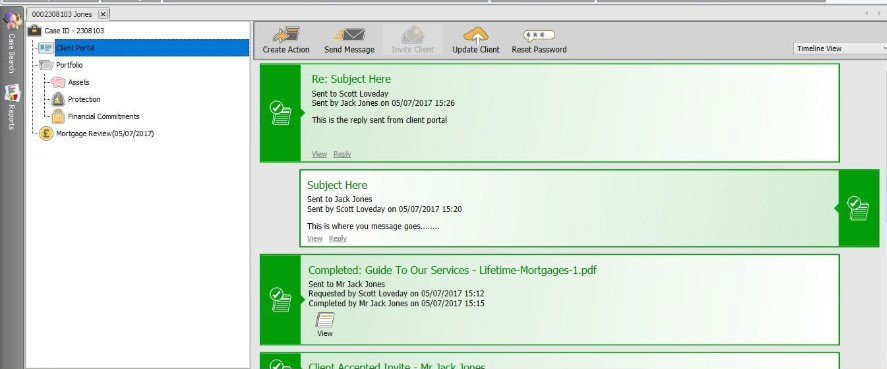 0002308103 Jones
Case Search
Reports
Case ID - 2308103
Client Portal
Portfolio
Assets
Protection
Financial Commitments
Mortgage Review(05/07/2017)
Create Action
Send Message
Invite Client
Update Client
Reset Password
Timeline View
Re: Subject Here
Sent to Scott Loveday
Sent by Jack Jones on 05/07/2017 15:26
This is the reply sent from client portal
View Reply
Subject Here
Sent to Jack Jones
Sent by Scott Loveday on 05/07/2017 15:20
This is where you message goes........
View Reply
Completed: Guide To Our Services - Lifetime-Mortgages-1.pdf
Sent to Mr Jack Jones
Requested by Scott Loveday on 05/07/2017 15:12
Completed by Mr Jack Jones on 05/07/2017 15:15
View
Client Accepted Invite - Mr Jack Jones